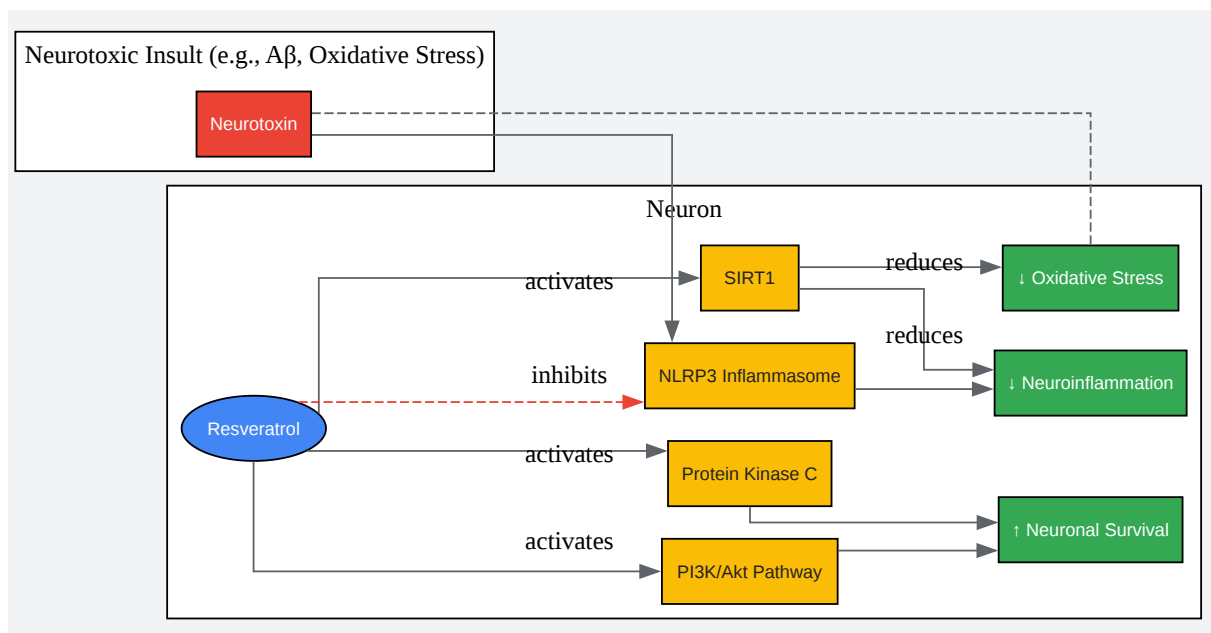 Neurotoxic Insult (e.g., Aβ, Oxidative Stress)
Neurotoxin
Neuron
activates
SIRT1
reduces
↓ Oxidative Stress
reduces
inhibits
NLRP3 Inflammasome
↓ Neuroinflammation
Resveratrol
activates
Protein Kinase C
↑ Neuronal Survival
activates
PI3K/Akt Pathway